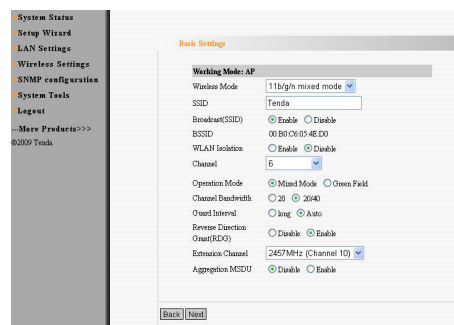 System Status
Setup Wizard
LAN Settings
Wireless Settings
SNMP configuration
System Tools
Logout
---More Products>>>
©2009 Tenda
Basic Settings
Working Mode: AP
Wireless Mode 11b/g/n mixed mode
SSID Tenda
Broadcast(SSID) Enable Disable
BSSID 00:B0:C6:05:4E:D0
WLAN Isolation Enable Disable
Channel 6
Operation Mode Mixed Mode Green Field
Channel Bandwidth 20 20/40
Guard Interval long Auto
Reverse Direction
Grant(RDG) Disable Enable
Extension Channel 2457MHz (Channel 10)
Aggregation MSDU Disable Enable
Back Next